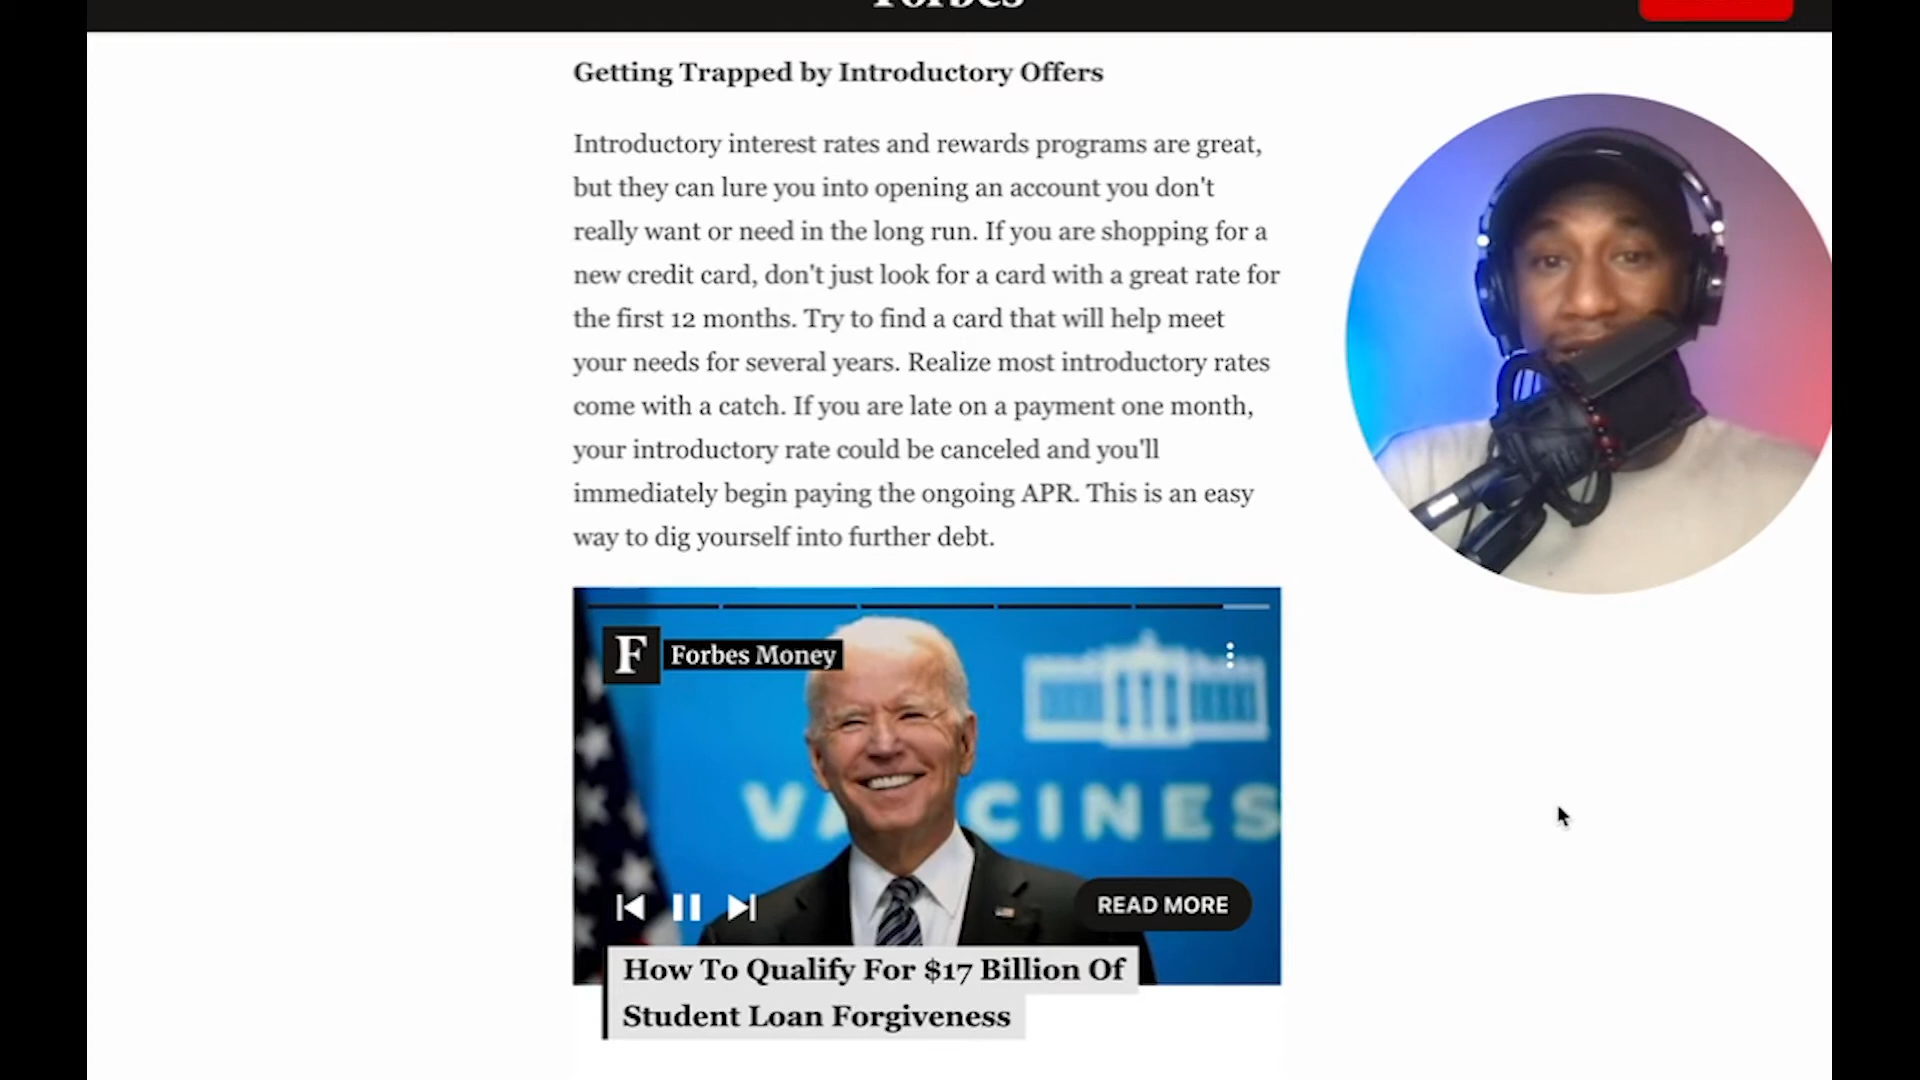 Forbes
Getting Trapped by Introductory Offers
Introductory interest rates and rewards programs are great,
but they can lure you into opening an account you don't
really want or need in the long run. If you are shopping for a
new credit card, don't just look for a card with a great rate for
the first 12 months. Try to find a card that will help meet
your needs for several years. Realize most introductory rates
come with a catch. If you are late on a payment one month,
your introductory rate could be canceled and you'll
immediately begin paying the ongoing APR. This is an easy
way to dig yourself into further debt.
F Forbes Money
VA CINES
READ MORE
How To Qualify For $17 Billion Of
Student Loan Forgiveness